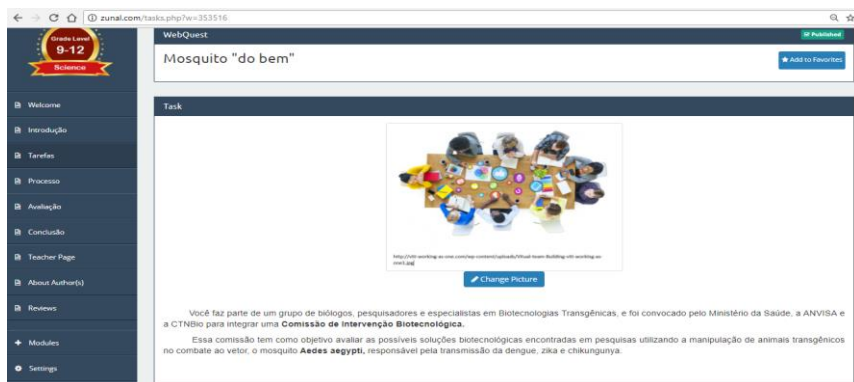 zunal.com/tasks.php?w=353516
Grade Level
9-12
Science
WebQuest
Published
Mosquito "do bem"
Add to Favorites
Welcome
Introdução
Tarefas
Processo
Avaliação
Conclusão
Teacher Page
About Author(s)
Reviews
Modules
Settings
Task
Change Picture
Você faz parte de um grupo de biólogos, pesquisadores e especialistas em Biotecnologias Transgênicas, e foi convocado pelo Ministério da Saúde, a ANVISA e
a CTNBio para integrar uma Comissão de Intervenção Biotecnológica.
Essa comissão tem como objetivo avaliar as possíveis soluções biotecnológicas encontradas em pesquisas utilizando a manipulação de animais transgênicos
no combate ao vetor, o mosquito Aedes aegypti, responsável pela transmissão da dengue, zika e chikungunya.